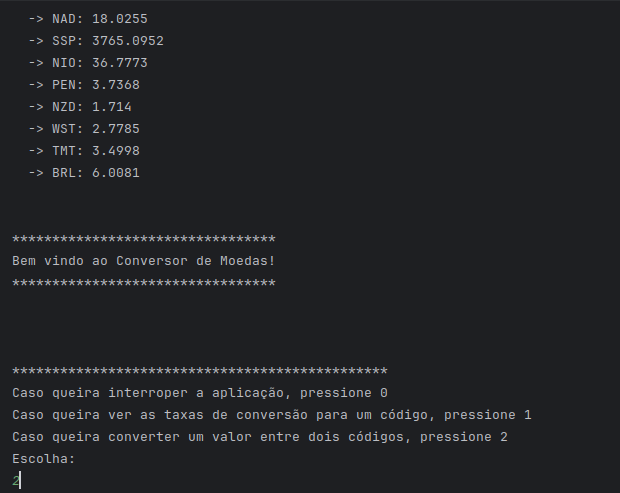 -> NAD: 18.0255
-> SSP: 3765.0952
-> NIO: 36.7773
-> PEN: 3.7368
-> NZD: 1.714
-> WST: 2.7785
-> TMT: 3.4998
-> BRL: 6.0081
*********************************
Bem vindo ao Conversor de Moedas!
*********************************
***********************************************
Caso queira interroper a aplicação, pressione 0
Caso queira ver as taxas de conversão para um código, pressione 1
Caso queira converter um valor entre dois códigos, pressione 2
Escolha:
2